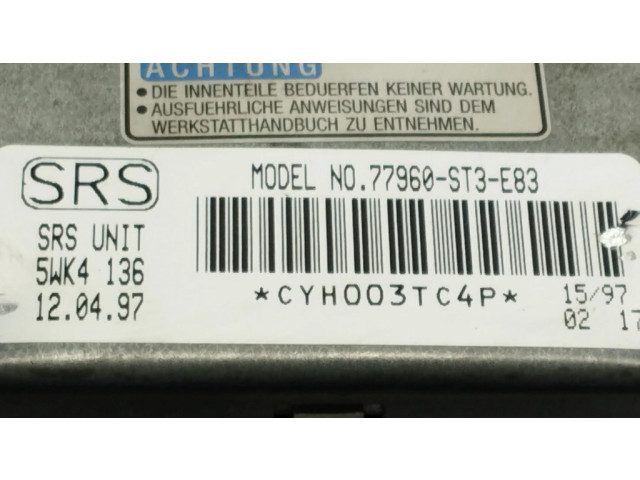 ACHTUNG
• DIE INNENTEILE BEDUERFEN KEINER WARTUNG.
• AUSFUEHRLICHE ANWEISUNGEN SIND DEM
WERKSTATTHANDBUCH ZU ENTNEHMEN.
SRS
MODEL NO.77960-ST3-E83
SRS UNIT
5WK4 136
12.04.97
*CYH003TC4P*
15/97
02 17